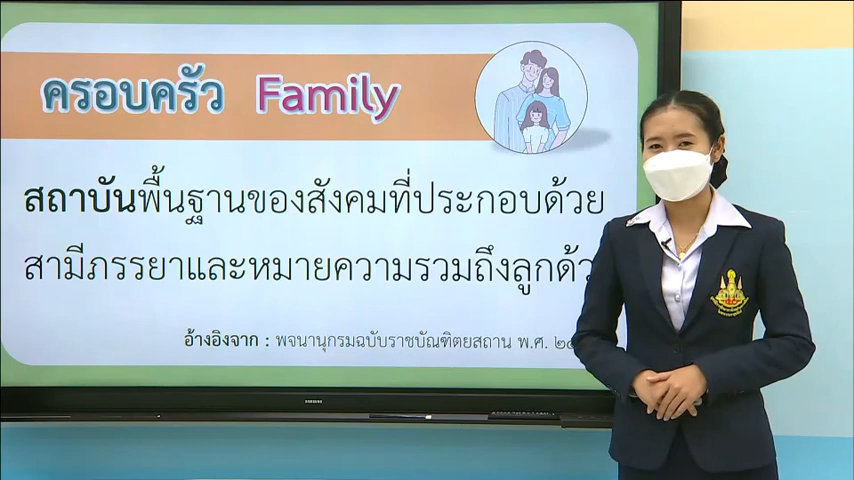 ครอบครัว Family
สถาบันพื้นฐานของสังคมที่ประกอบด้วย
สามีภรรยาและหมายความรวมถึงลูกด้ว
อ้างอิงจาก : พจนานุกรมฉบับราชบัณฑิตยสถาน พ.ศ.
SAMSUNG